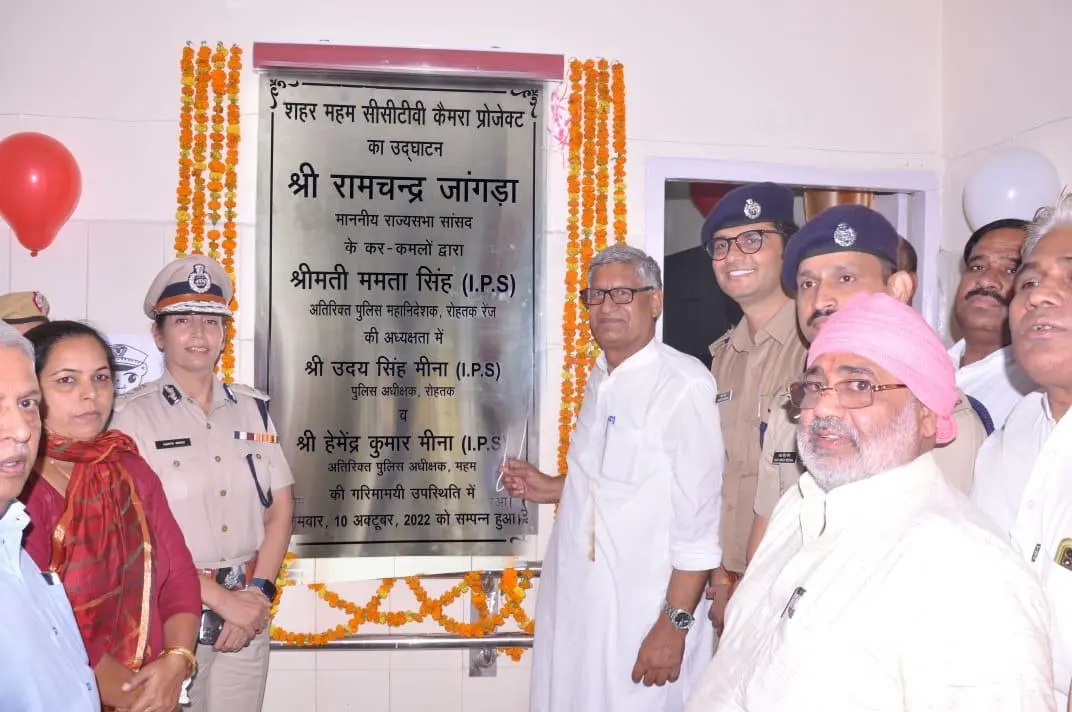 शहर महम सीसीटीवी कैमरा प्रोजेक्ट
का उद्घाटन
श्री रामचन्द्र जांगड़ा
माननीय राज्यसभा सांसद
के कर-कमलों द्वारा
श्रीमती ममता सिंह (I.P.S)
अतिरिक्त पुलिस महानिदेशक, रोहतक रेंज
की अध्यक्षता में
श्री उदय सिंह मीना (I.P.S)
पुलिस अधीक्षक, रोहतक
व
श्री हेमेन्द्र कुमार मीना (I.P.S)
अतिरिक्त पुलिस अधीक्षक, महम
की गरिमामयी उपस्थिति में
मवार, 10 अक्टूबर, 2022 को सम्पन्न हुआ।